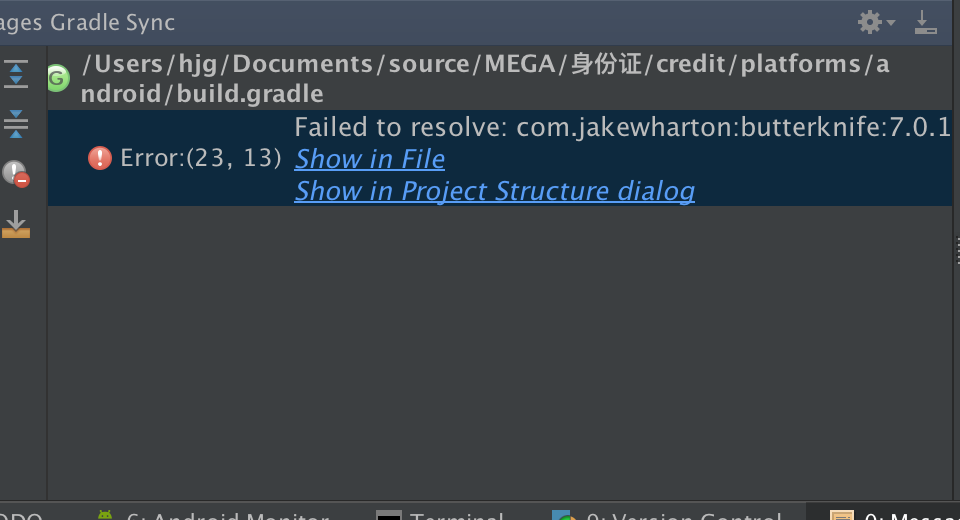 ages Gradle Sync
/Users/hjg/Documents/source/MEGA/身份证/credit/platforms/a
ndroid/build.gradle
Failed to resolve: com.jakewharton:butterknife:7.0.1
Error:(23, 13)
Show in File
Show in Project Structure dialog
ODO 6: Android Monitor Terminal 9: Version Control 0: Messa